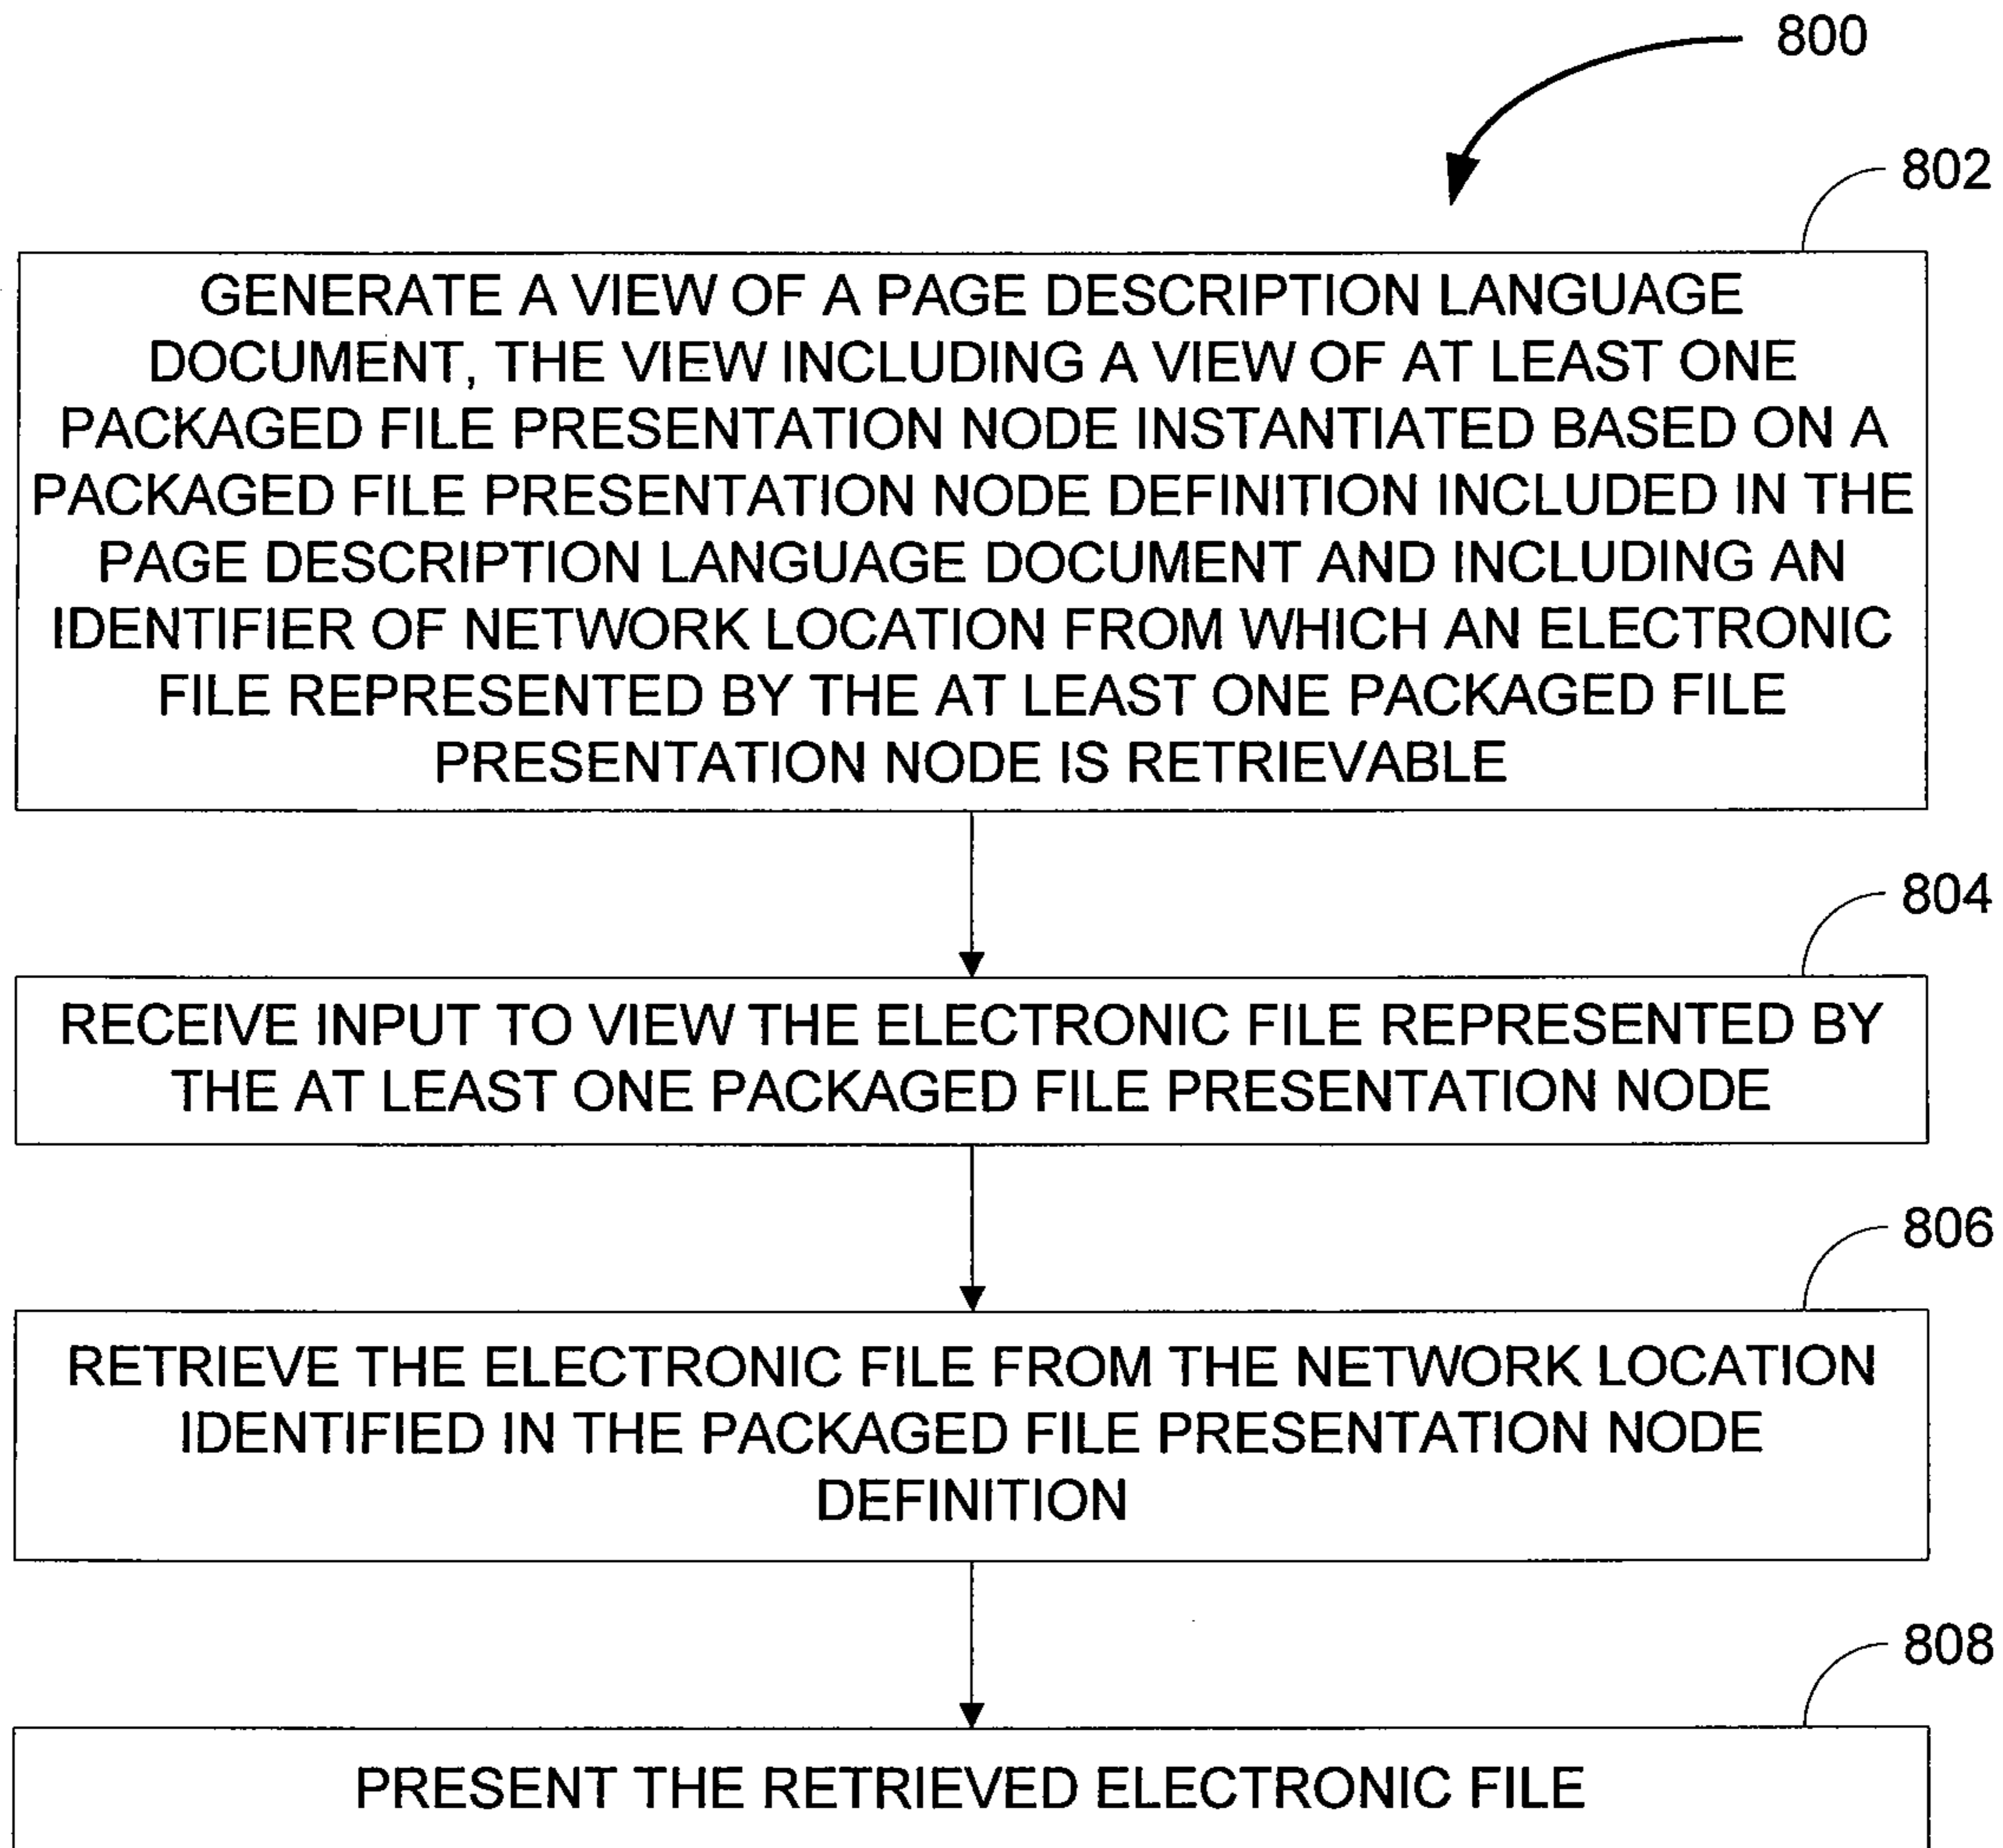 800
802
GENERATE A VIEW OF A PAGE DESCRIPTION LANGUAGE
DOCUMENT, THE VIEW INCLUDING A VIEW OF AT LEAST ONE
PACKAGED FILE PRESENTATION NODE INSTANTIATED BASED ON A
PACKAGED FILE PRESENTATION NODE DEFINITION INCLUDED IN THE
PAGE DESCRIPTION LANGUAGE DOCUMENT AND INCLUDING AN
IDENTIFIER OF NETWORK LOCATION FROM WHICH AN ELECTRONIC
FILE REPRESENTED BY THE AT LEAST ONE PACKAGED FILE
PRESENTATION NODE IS RETRIEVABLE
804
RECEIVE INPUT TO VIEW THE ELECTRONIC FILE REPRESENTED BY
THE AT LEAST ONE PACKAGED FILE PRESENTATION NODE
806
RETRIEVE THE ELECTRONIC FILE FROM THE NETWORK LOCATION
IDENTIFIED IN THE PACKAGED FILE PRESENTATION NODE
DEFINITION
808
PRESENT THE RETRIEVED ELECTRONIC FILE